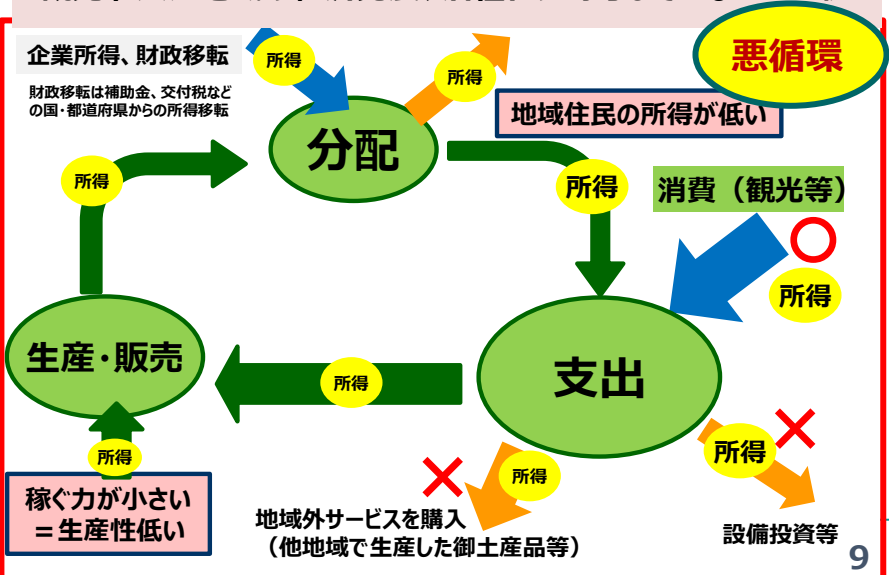 悪循環
企業所得、財政移転
財政移転は補助金、交付税など
の国・都道府県からの所得移転
所得
所得
地域住民の所得が低い
分配
所得
所得
消費（観光等）
所得
生産・販売
所得
支出
所得
稼ぐ力が小さい
＝生産性低い
所得
所得
地域外サービスを購入
（他地域で生産した御土産品等）
設備投資等
9